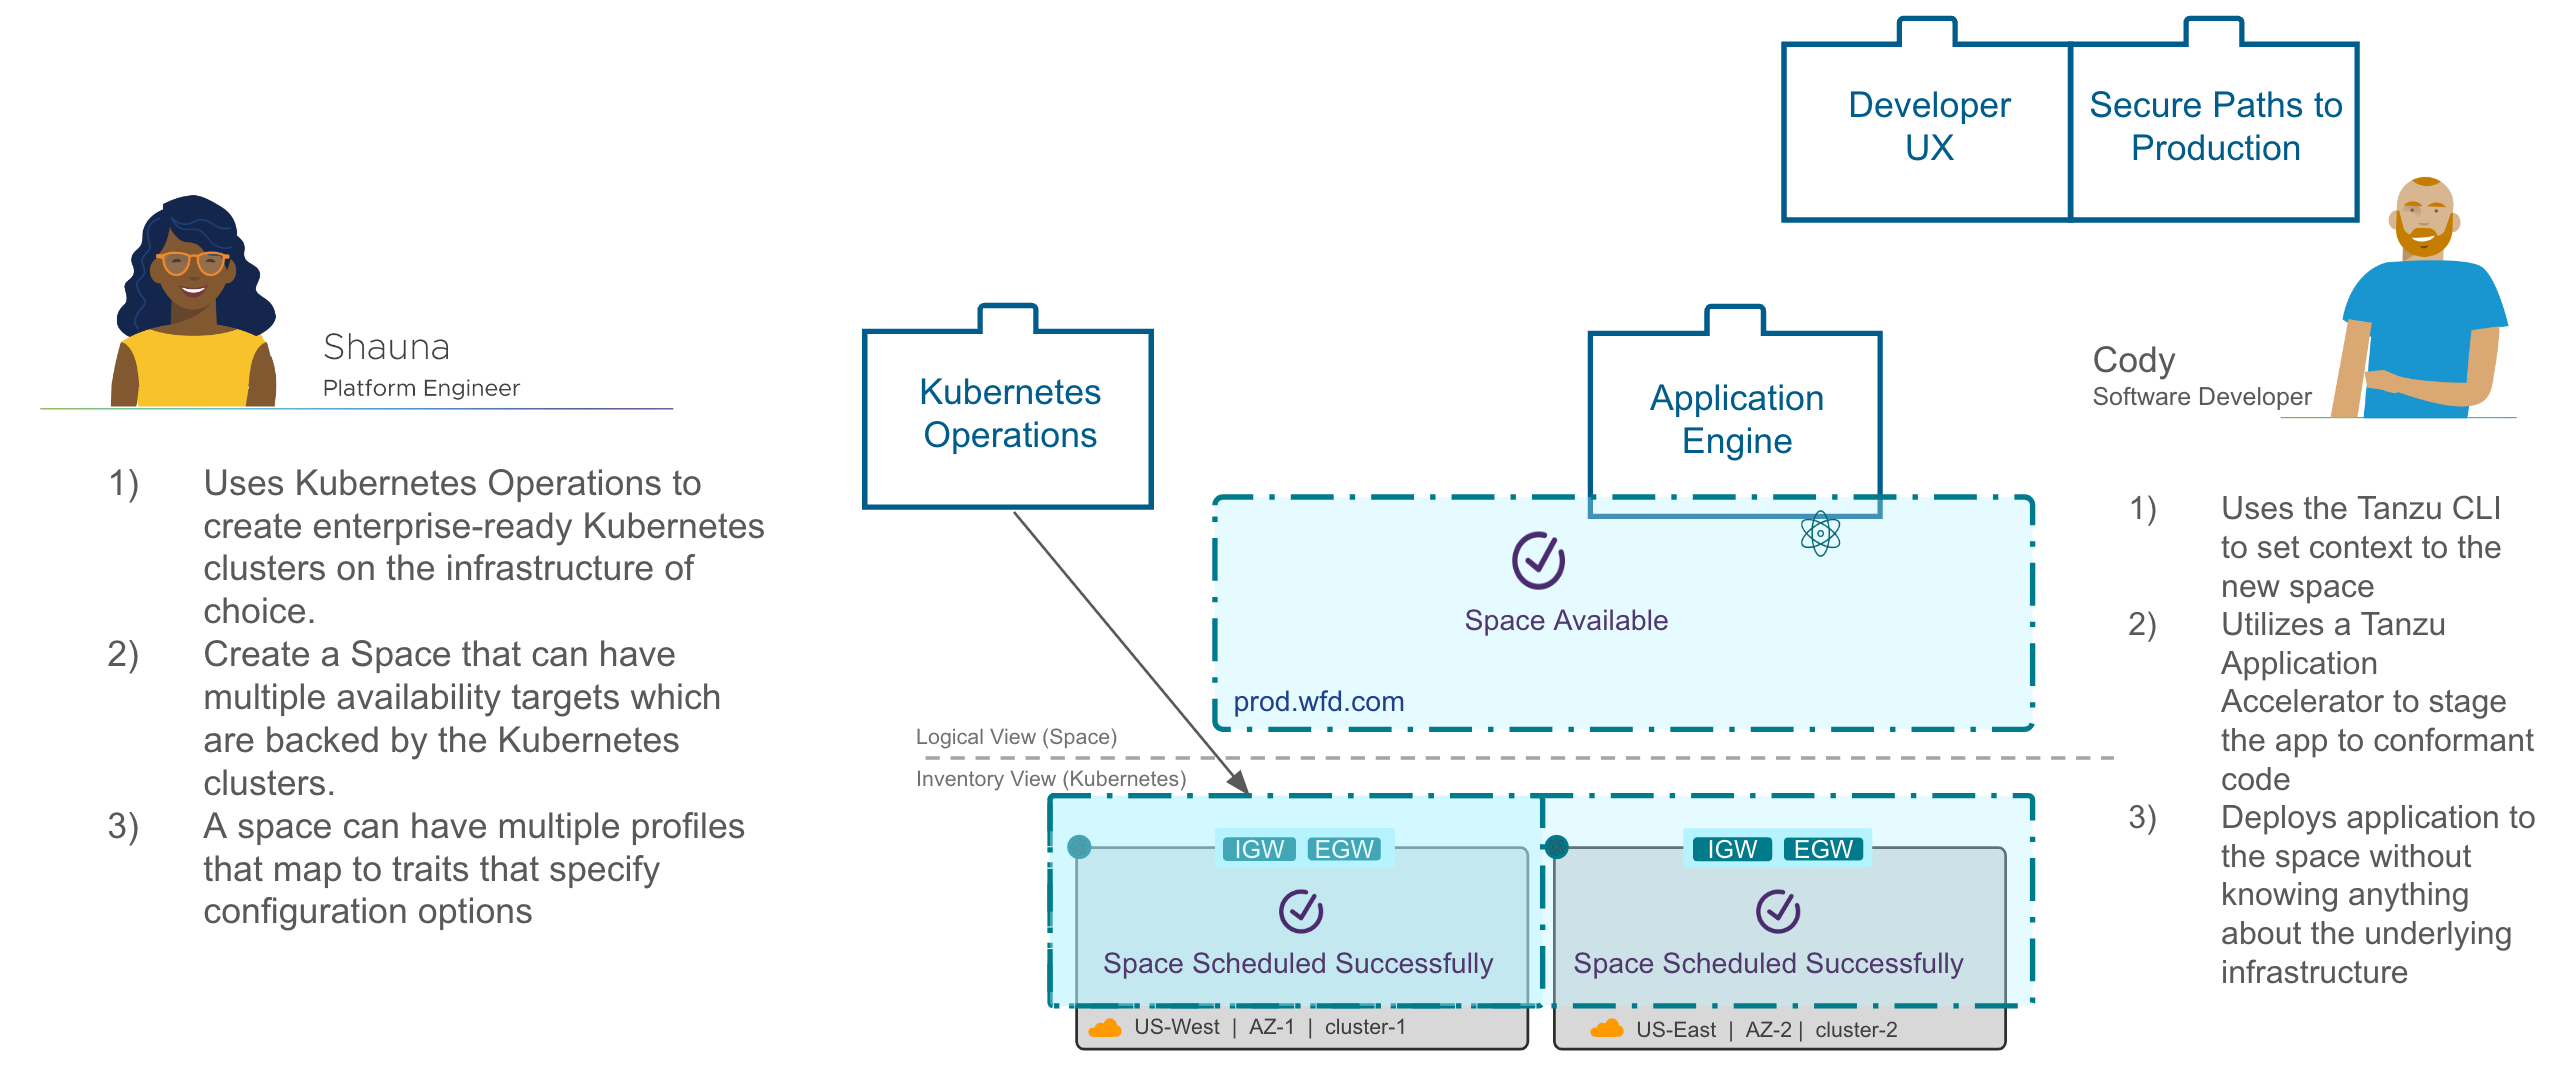 Developer
UX
Secure Paths to
Production
Shauna
Platform Engineer
1) Uses Kubernetes Operations to
create enterprise-ready Kubernetes
clusters on the infrastructure of
choice.
2) Create a Space that can have
multiple availability targets which
are backed by the Kubernetes
clusters.
3) A space can have multiple profiles
that map to traits that specify
configuration options
Kubernetes
Operations
Application
Engine
Space Available
prod.wfd.com
Logical View (Space)
Inventory View (Kubernetes)
IGW EGW
Space Scheduled Successfully
US-West | AZ-1 | cluster-1
IGW EGW
Space Scheduled Successfully
US-East | AZ-2 | cluster-2
Cody
Software Developer
1) Uses the Tanzu CLI
to set context to the
new space
2) Utilizes a Tanzu
Application
Accelerator to stage
the app to conformant
code
3) Deploys application to
the space without
knowing anything
about the underlying
infrastructure